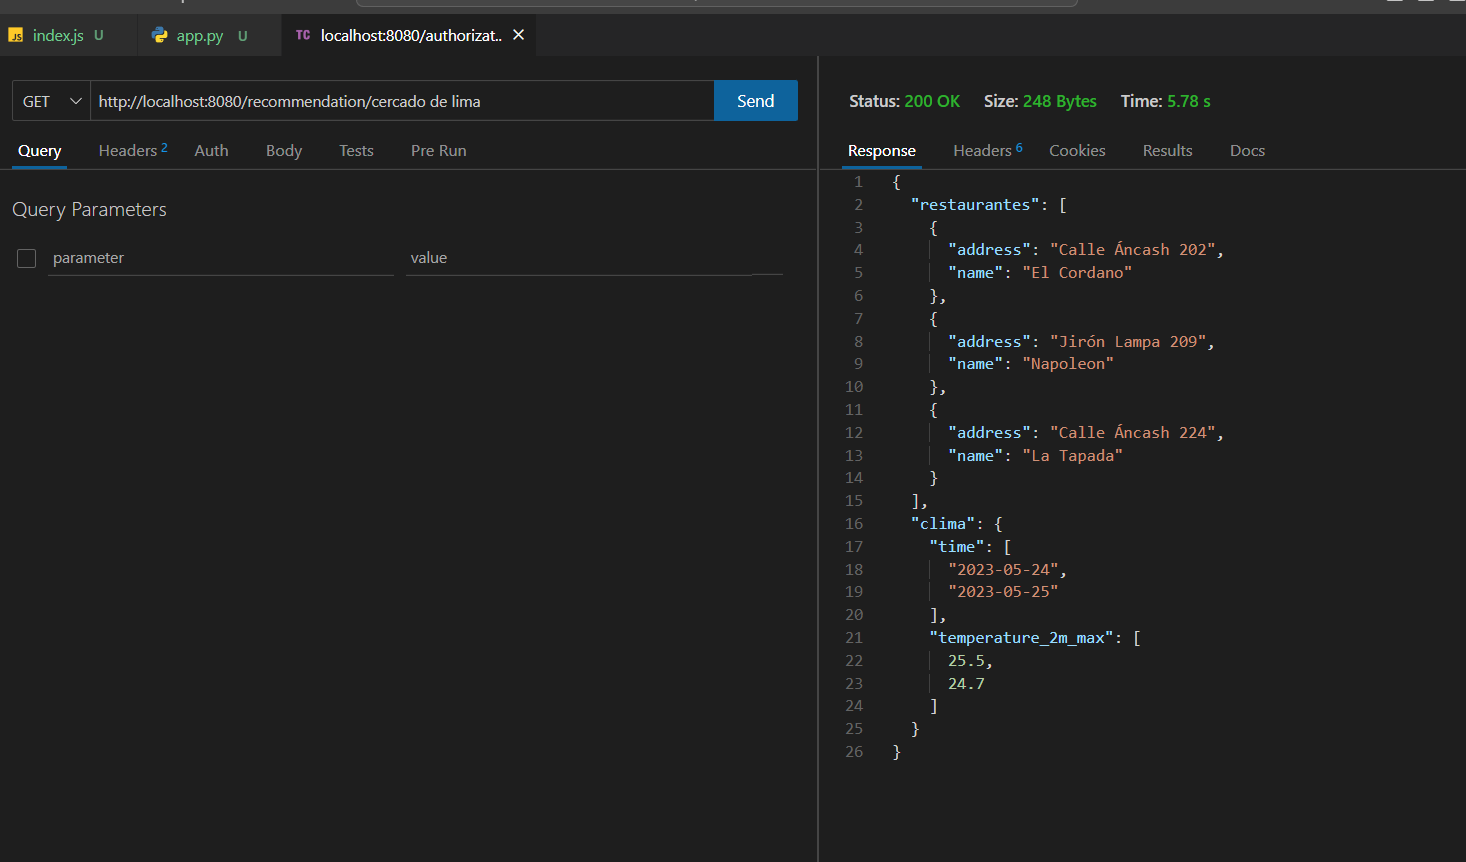 JS index.js U
app.py U
TC localhost:8080/authorizat.. ✕
GET http://localhost:8080/recommendation/cercado de lima Send
Query Headers 2 Auth Body Tests Pre Run
Query Parameters
parameter value
Status: 200 OK Size: 248 Bytes Time: 5.78 s
Response Headers 6 Cookies Results Docs
1 {
2 "restaurantes": [
3 {
4 "address": "Calle Áncash 202",
5 "name": "El Cordano"
6 },
7 {
8 "address": "Jirón Lampa 209",
9 "name": "Napoleon"
10 },
11 {
12 "address": "Calle Áncash 224",
13 "name": "La Tapada"
14 }
15 ],
16 "clima": {
17 "time": [
18 "2023-05-24",
19 "2023-05-25"
20 ],
21 "temperature_2m_max": [
22 25.5,
23 24.7
24 ]
25 }
26 }